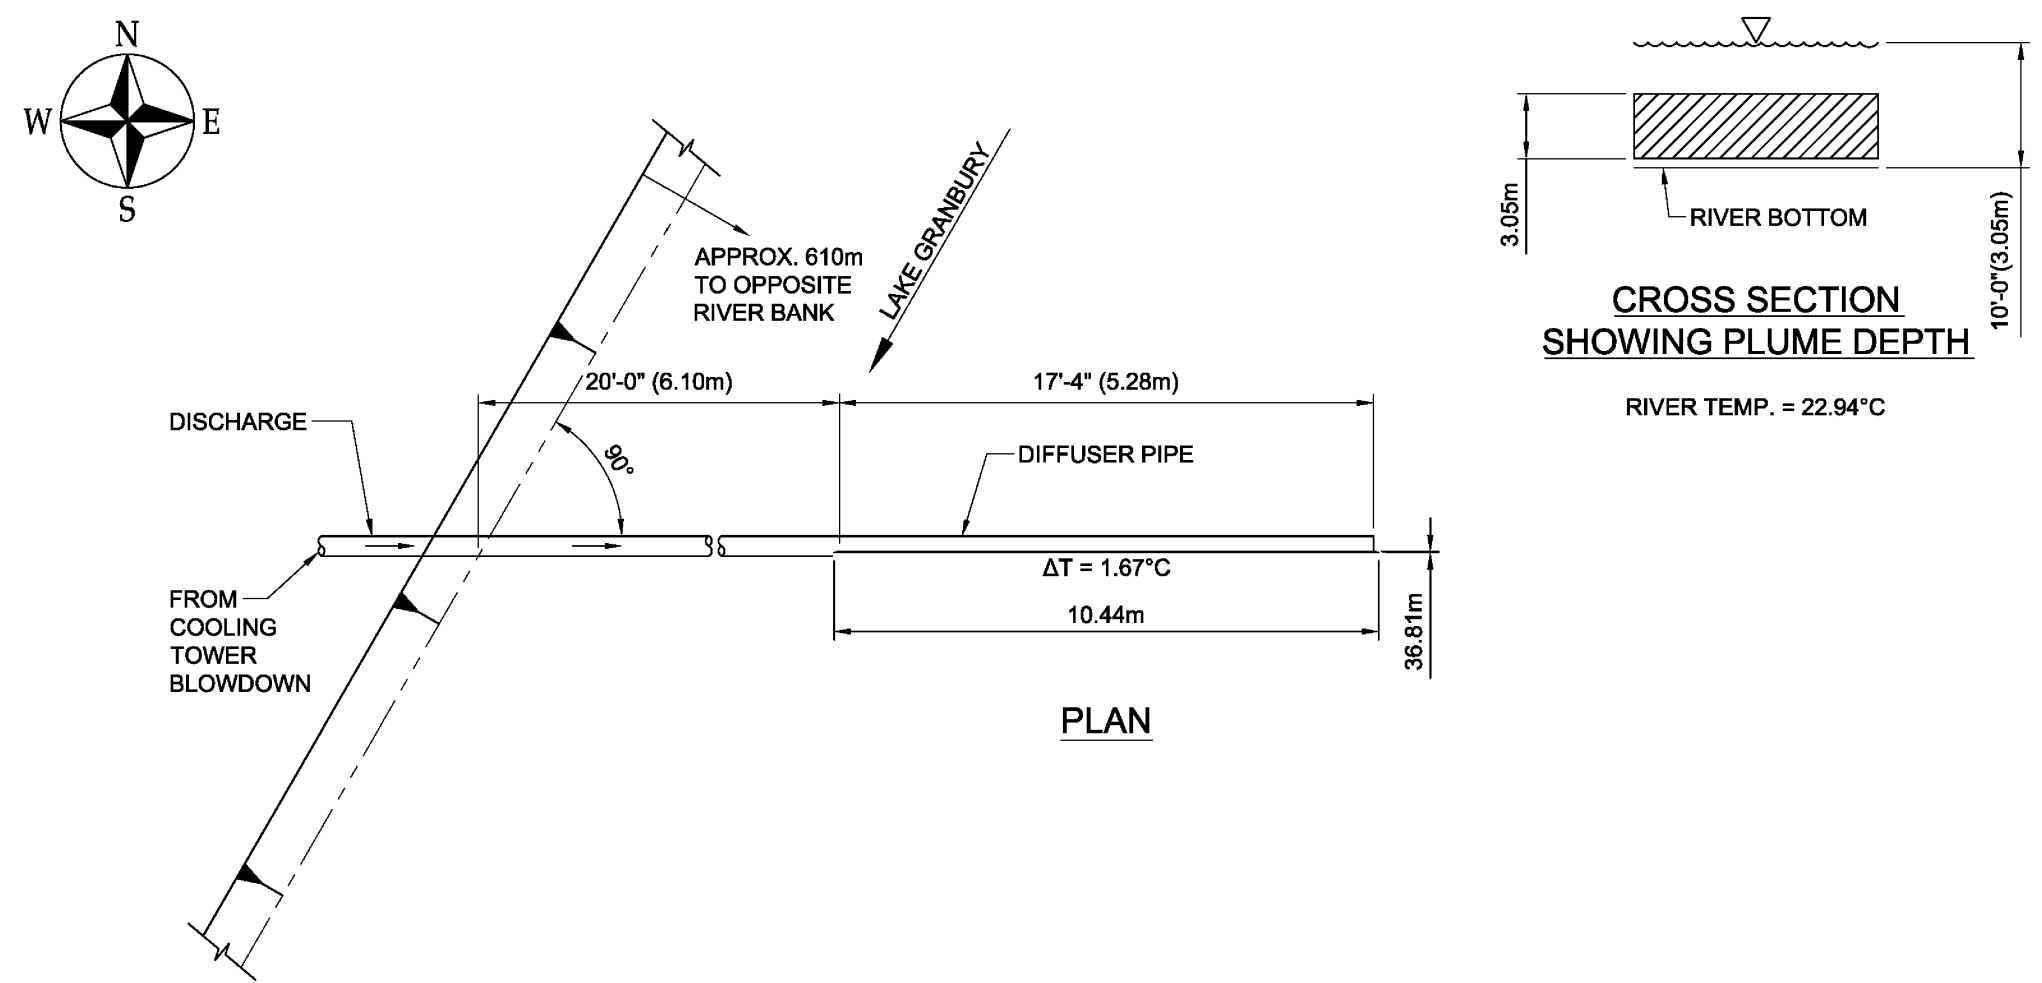 N
W
E
S
APPROX. 610m
TO OPPOSITE
RIVER BANK
LAKE GRANBURY
20'-0" (6.10m)
17'-4" (5.28m)
DISCHARGE
90°
DIFFUSER PIPE
ΔT = 1.67°C
10.44m
36.81m
FROM
COOLING
TOWER
BLOWDOWN
PLAN
3.05m
RIVER BOTTOM
10'-0"(3.05m)
CROSS SECTION
SHOWING PLUME DEPTH
RIVER TEMP. = 22.94°C